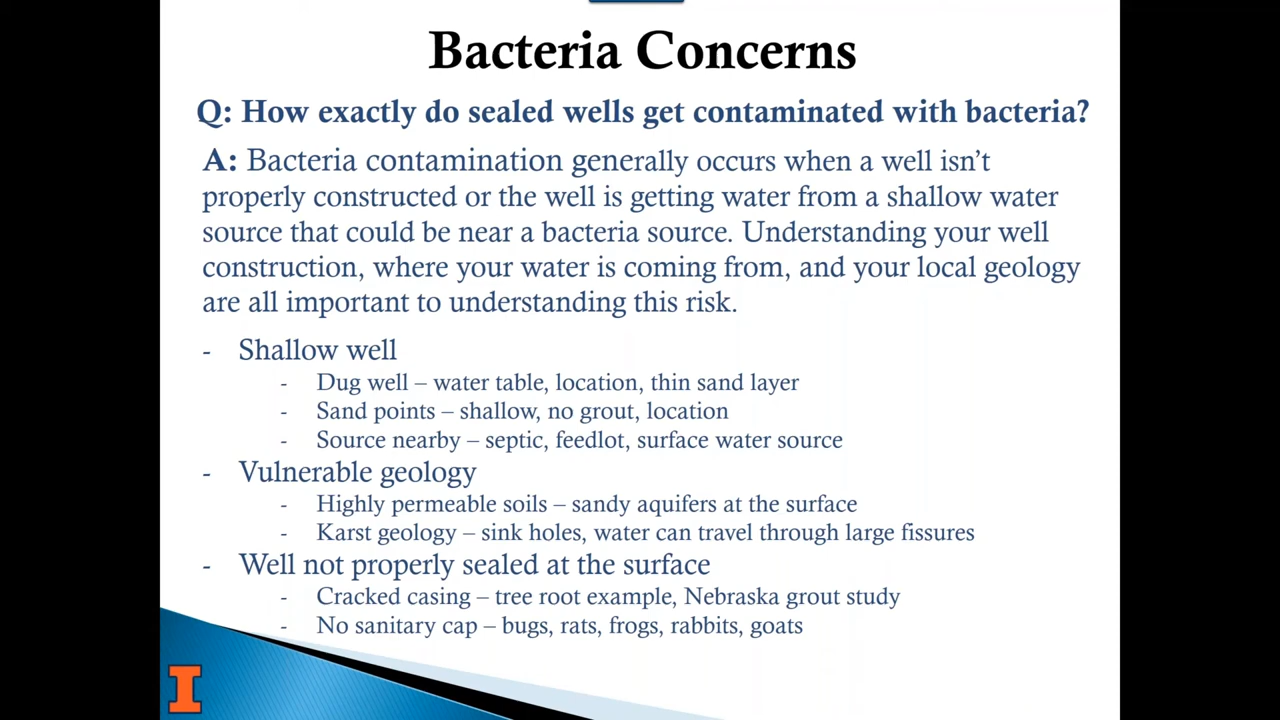 Bacteria Concerns
Q: How exactly do sealed wells get contaminated with bacteria?
A: Bacteria contamination generally occurs when a well isn’t
properly constructed or the well is getting water from a shallow water
source that could be near a bacteria source. Understanding your well
construction, where your water is coming from, and your local geology
are all important to understanding this risk.
- Shallow well
- Dug well – water table, location, thin sand layer
- Sand points – shallow, no grout, location
- Source nearby – septic, feedlot, surface water source
- Vulnerable geology
- Highly permeable soils – sandy aquifers at the surface
- Karst geology – sink holes, water can travel through large fissures
- Well not properly sealed at the surface
- Cracked casing – tree root example, Nebraska grout study
- No sanitary cap – bugs, rats, frogs, rabbits, goats
I